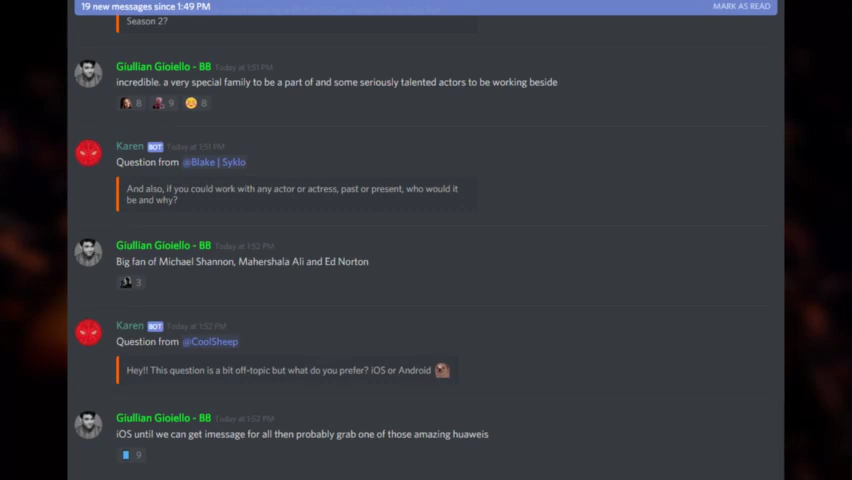 19 new messages since 1:49 PM
MARK AS READ
Season 2?
Giullian Gioiello - BB Today at 1:51 PM
incredible. a very special family to be a part of and some seriously talented actors to be working beside
8 9 8
Karen BOT Today at 1:51 PM
Question from @Blake | Syklo
And also, if you could work with any actor or actress, past or present, who would it
be and why?
Giullian Gioiello - BB Today at 1:52 PM
Big fan of Michael Shannon, Mahershala Ali and Ed Norton
3
Karen BOT Today at 1:52 PM
Question from @CoolSheep
Hey!! This question is a bit off-topic but what do you prefer? iOS or Android
Giullian Gioiello - BB Today at 1:52 PM
iOS until we can get imessage for all then probably grab one of those amazing huaweis
9